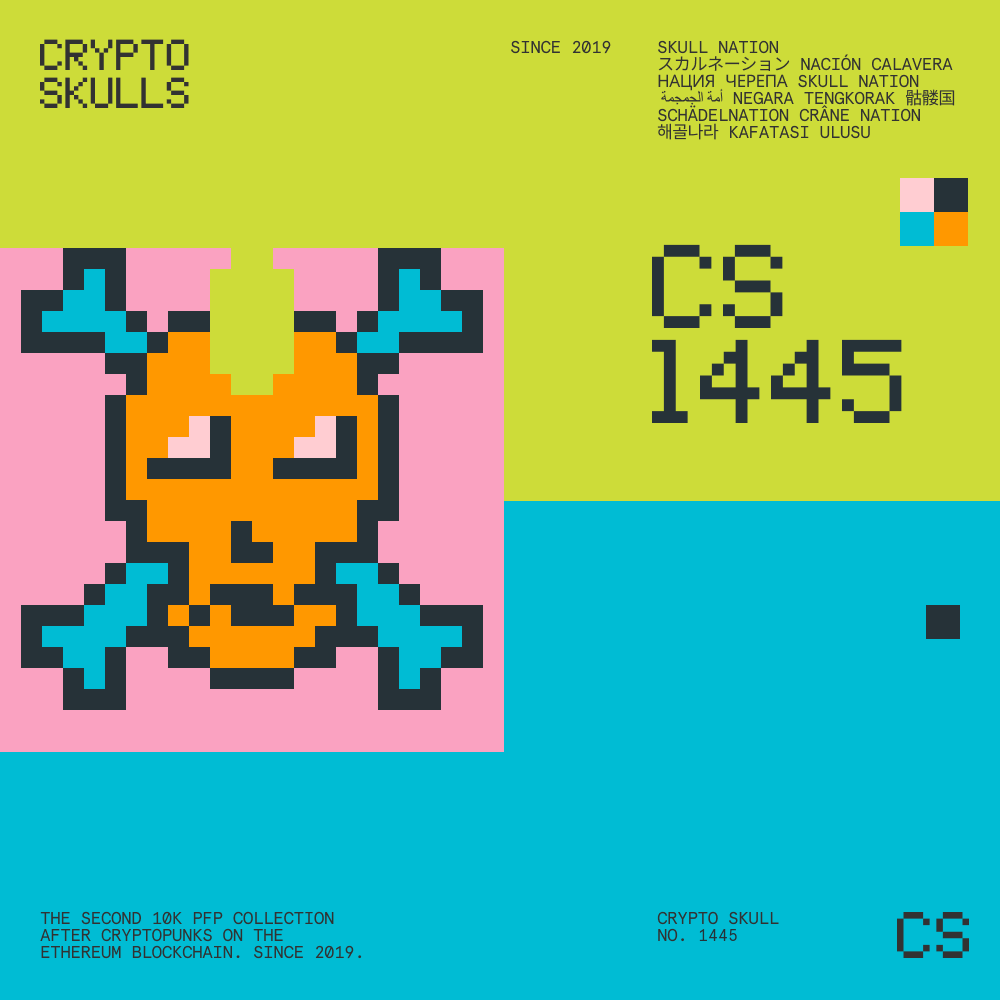 CRYPTO
SKULLS
SINCE 2019
SKULL NATION
スカルネーション NACIÓN CALAVERA
НАЦИЯ ЧЕРЕПА SKULL NATION
أمة الجمجمة NEGARA TENGKORAK 骷髅国
SCHÄDELNATION CRÂNE NATION
해골나라 KAFATASI ULUSU
CS
1445
THE SECOND 10K PFP COLLECTION
AFTER CRYPTOPUNKS ON THE
ETHEREUM BLOCKCHAIN. SINCE 2019.
CRYPTO SKULL
NO. 1445
CS